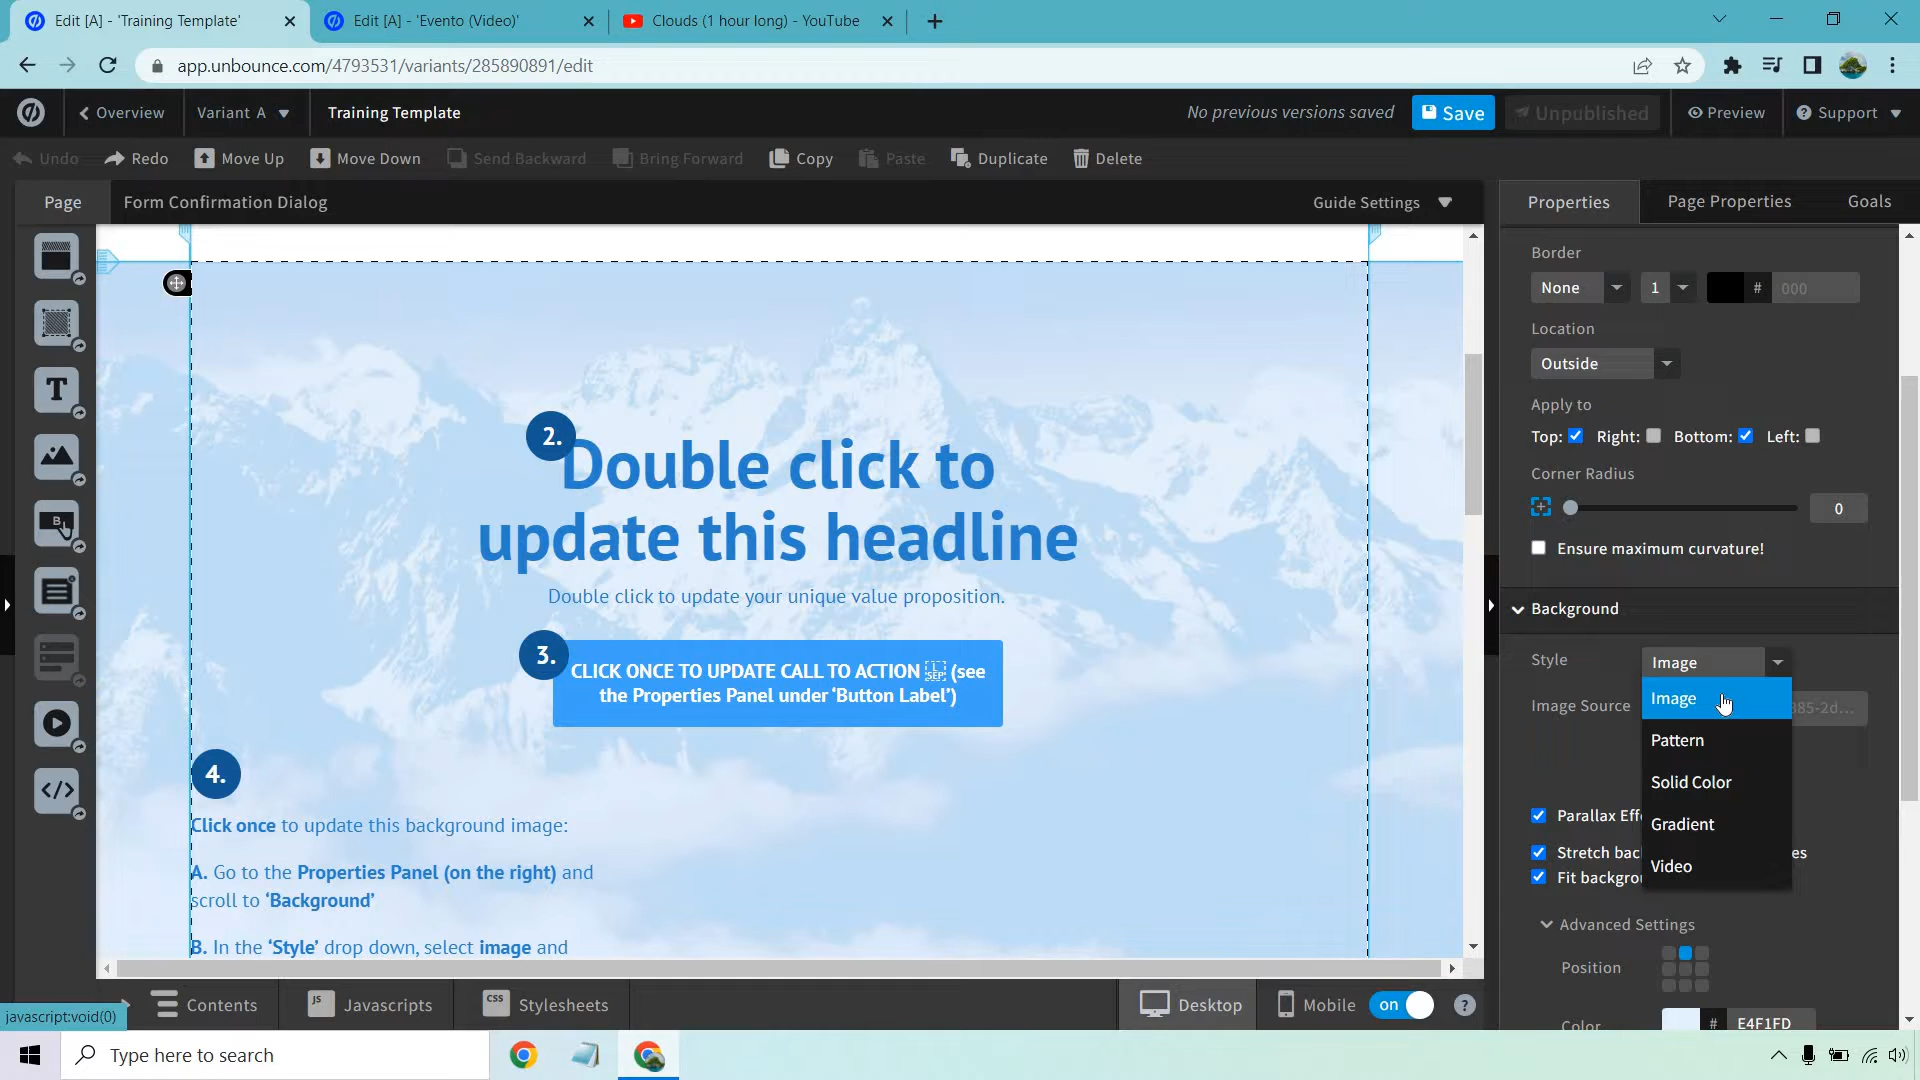 Edit [A] - 'Training Template'
Edit [A] - 'Evento (Video)'
Clouds (1 hour long) - YouTube
app.unbounce.com/4793531/variants/285890891/edit
Overview
Variant A
Training Template
No previous versions saved
Save
Unpublished
Preview
Support
Undo
Redo
Move Up
Move Down
Send Backward
Bring Forward
Copy
Paste
Duplicate
Delete
Page
Form Confirmation Dialog
Guide Settings
Properties
Page Properties
Goals
Border
None
1
# 000
Location
Outside
Apply to
Top: Right: Bottom: Left:
Corner Radius
0
Ensure maximum curvature!
Background
Style
Image
Image Source
385-2d...
Image
Pattern
Solid Color
Gradient
Video
Parallax Eff
Stretch bac
es
Fit backgrou
Advanced Settings
Position
Color
# E4F1FD
2.
Double click to
update this headline
Double click to update your unique value proposition.
3.
CLICK ONCE TO UPDATE CALL TO ACTION L SEP (see
the Properties Panel under 'Button Label')
4.
Click once to update this background image:
A. Go to the Properties Panel (on the right) and
scroll to 'Background'
B. In the 'Style' drop down, select image and
T
B
</>
Contents
JS
Javascripts
CSS
Stylesheets
Desktop
Mobile
on
?
javascript:void(0)
Type here to search